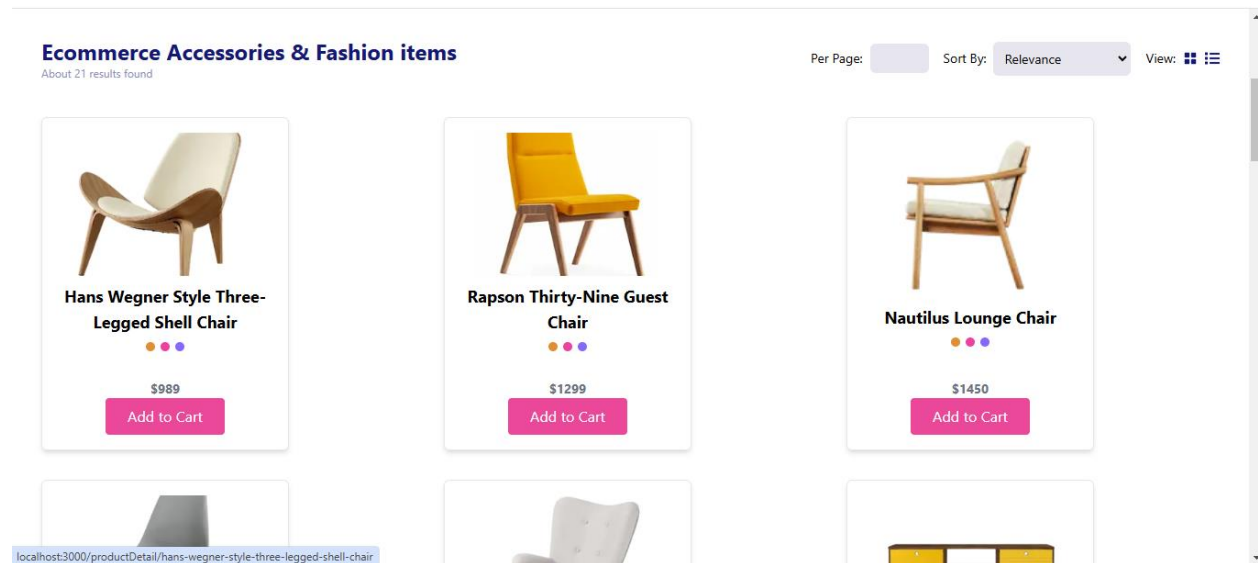 Ecommerce Accessories & Fashion items
About 21 results found
Per Page:
Sort By:
Relevance
View:
Hans Wegner Style Three-
Legged Shell Chair
$989
Add to Cart
Rapson Thirty-Nine Guest
Chair
$1299
Add to Cart
Nautilus Lounge Chair
$1450
Add to Cart
localhost:3000/productDetail/hans-wegner-style-three-legged-shell-chair